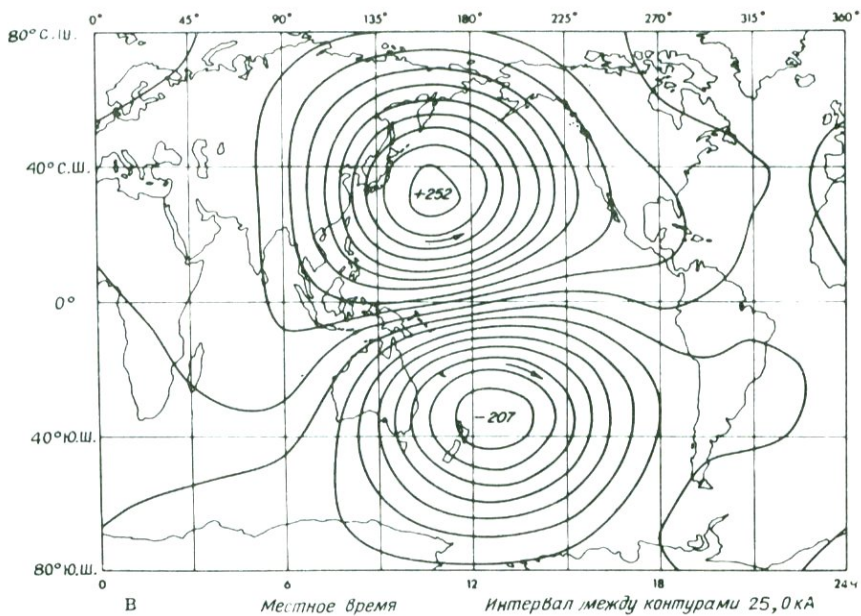 0° 45° 90° 135° 180° 225° 270° 315° 360°
80° С.Ш.
40° С.Ш.
+252
0°
-207
40° Ю.Ш.
80° Ю.Ш.
0 6 12 18 24 ч
В Местное время Интервал между контурами 25,0 кА